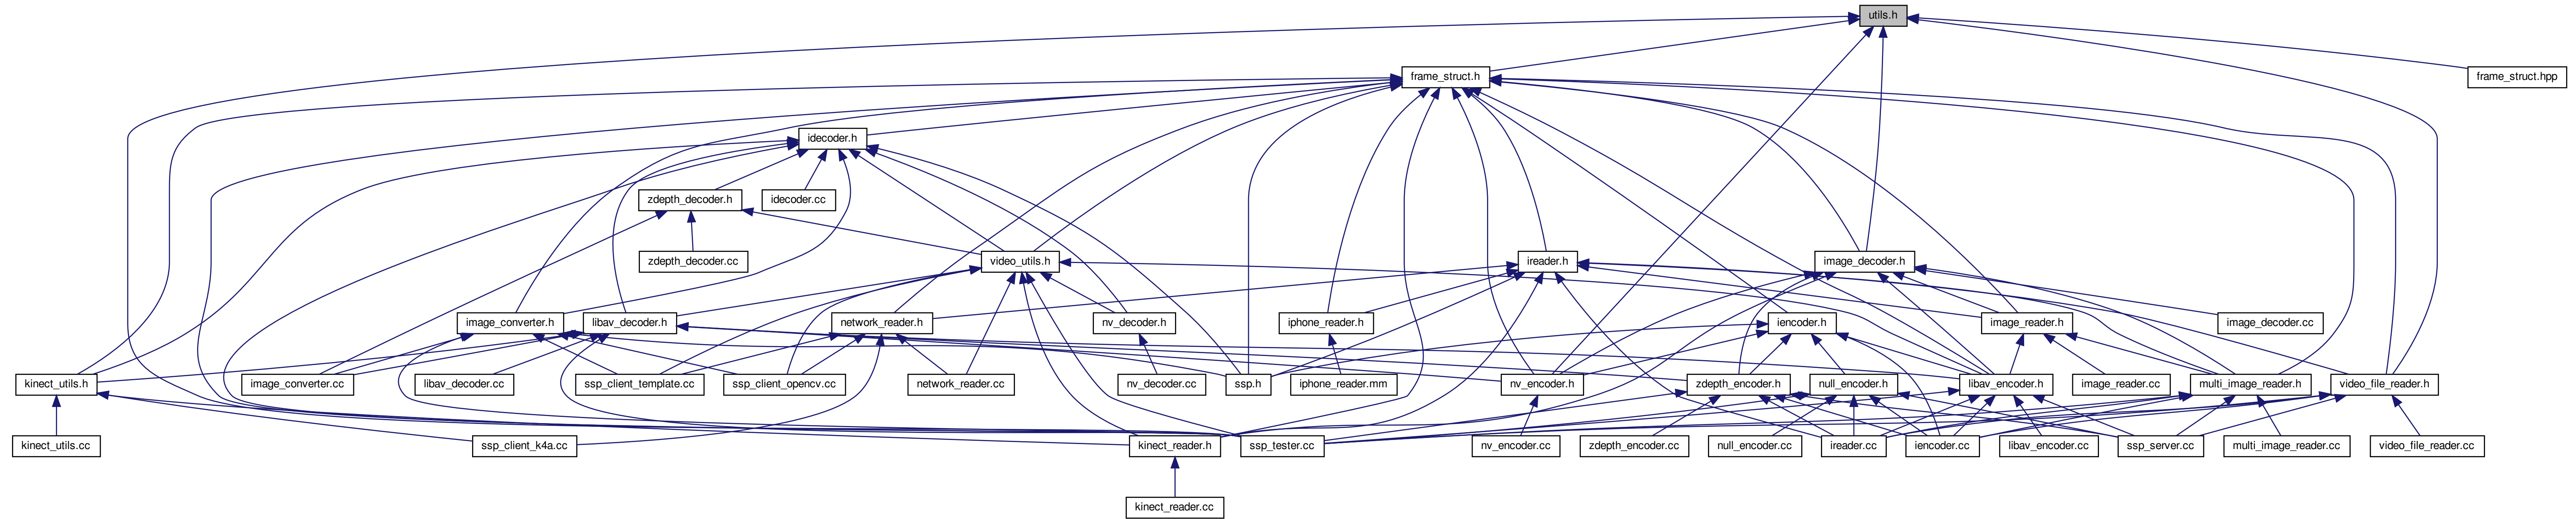 utils.h
frame_struct.h
frame_struct.hpp
idecoder.h
zdepth_decoder.h
idecoder.cc
zdepth_decoder.cc
video_utils.h
ireader.h
image_decoder.h
image_converter.h
libav_decoder.h
network_reader.h
nv_decoder.h
iphone_reader.h
iencoder.h
image_reader.h
image_decoder.cc
kinect_utils.h
image_converter.cc
libav_decoder.cc
ssp_client_template.cc
ssp_client_opencv.cc
network_reader.cc
nv_decoder.cc
ssp.h
iphone_reader.mm
nv_encoder.h
zdepth_encoder.h
null_encoder.h
libav_encoder.h
image_reader.cc
multi_image_reader.h
video_file_reader.h
kinect_utils.cc
ssp_client_k4a.cc
kinect_reader.h
ssp_tester.cc
nv_encoder.cc
zdepth_encoder.cc
null_encoder.cc
ireader.cc
iencoder.cc
libav_encoder.cc
ssp_server.cc
multi_image_reader.cc
video_file_reader.cc
kinect_reader.cc